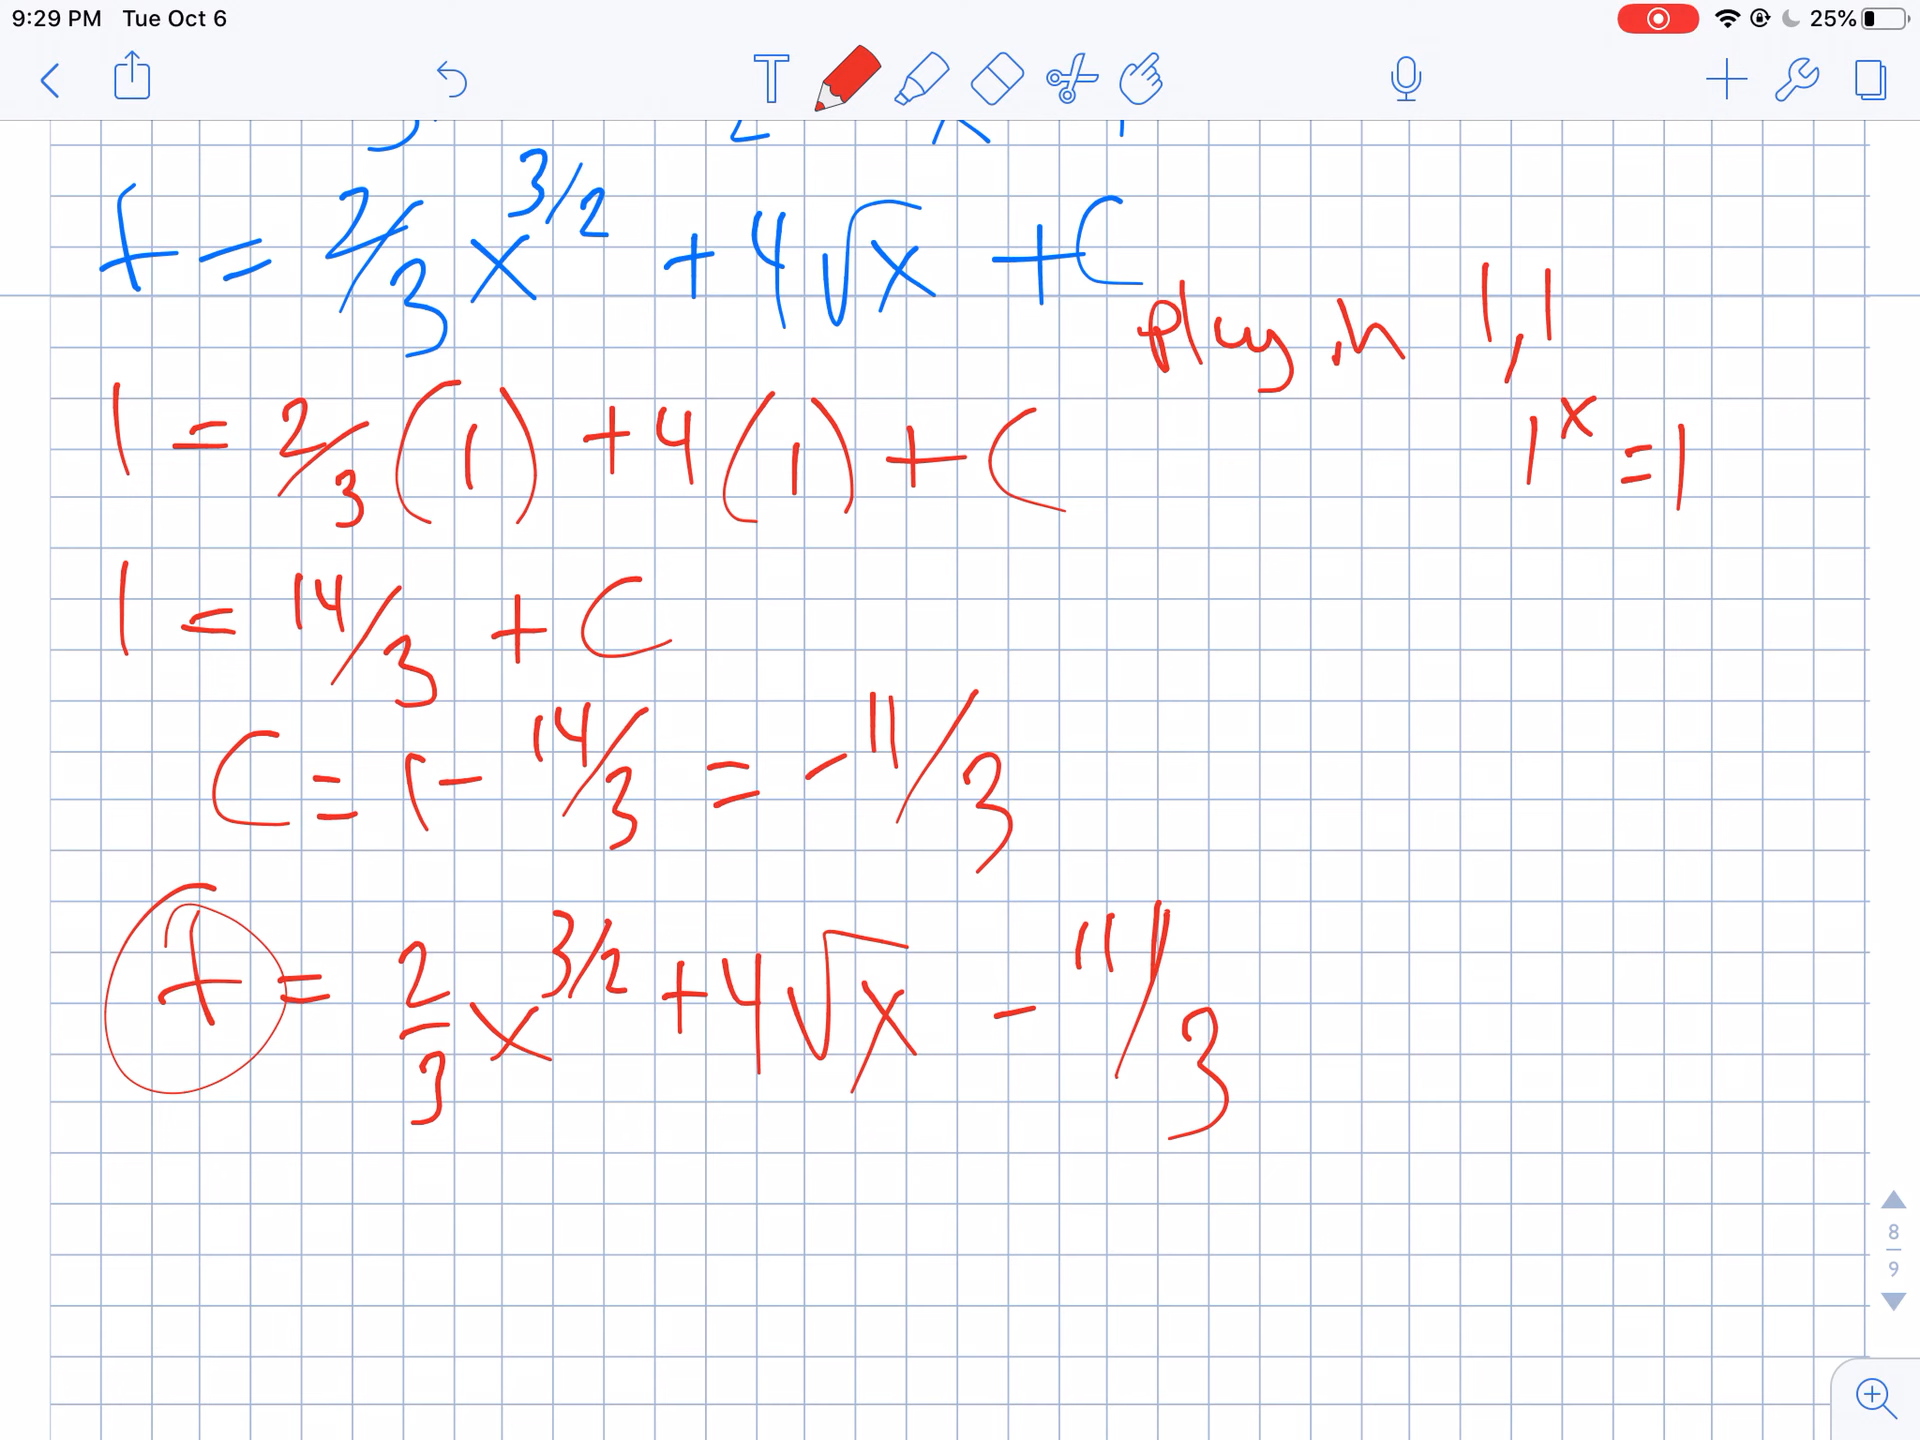 9:29 PM Tue Oct 6
25%
T
f = 2/3 x^3/2 + 4√x + C
plug in 1,1
1 = 2/3 (1) + 4 (1) + C
1^x = 1
1 = 14/3 + C
C = 1 - 14/3 = -11/3
f = 2/3 x^3/2 + 4√x - 11/3
8
9